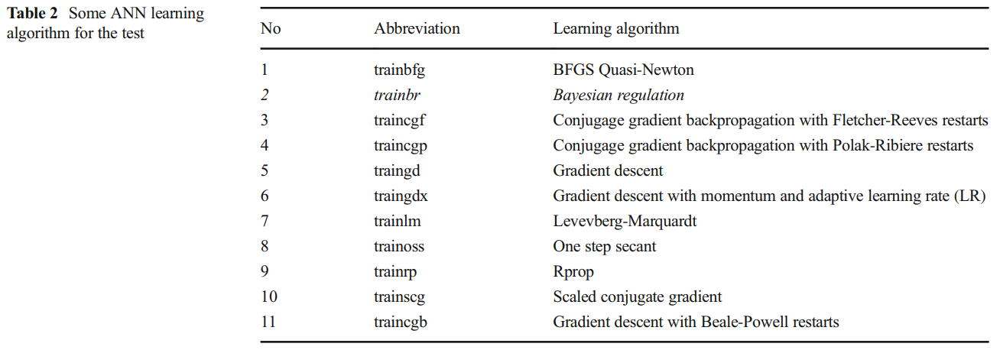 Table 2 Some ANN learning
algorithm for the test
No Abbreviation Learning algorithm
1 trainbfg BFGS Quasi-Newton
2 trainbr Bayesian regulation
3 traincgf Conjugage gradient backpropagation with Fletcher-Reeves restarts
4 traincgp Conjugage gradient backpropagation with Polak-Ribiere restarts
5 traingd Gradient descent
6 traingdx Gradient descent with momentum and adaptive learning rate (LR)
7 trainlm Levevberg-Marquardt
8 trainoss One step secant
9 trainrp Rprop
10 trainscg Scaled conjugate gradient
11 traincgb Gradient descent with Beale-Powell restarts